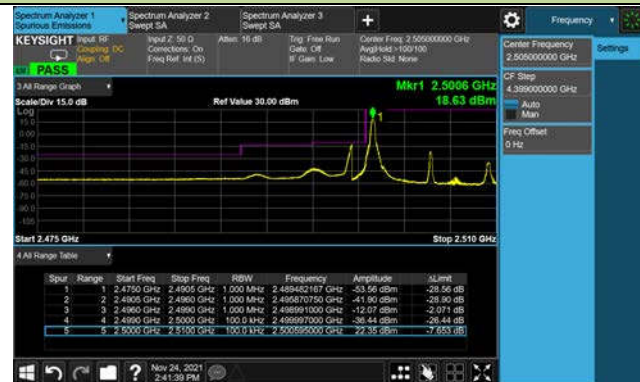 Spectrum Analyzer 1
Spurious Emissions
Spectrum Analyzer 2
Swept SA
Spectrum Analyzer 3
Swept SA
+
Frequency
KEYSIGHT
Input: RF
Coupling: DC
Align: Off
Input Z: 50 Ω
Corrections: On
Freq Ref: Int (S)
Atten: 16 dB
Trig: Free Run
Gate: Off
IF Gain: Low
Center Freq: 2.505000000 GHz
Avg|Hold:>100/100
Radio Std: None
PASS
Center Frequency
2.505000000 GHz
Settings
CF Step
4.399000000 GHz
Auto
Man
Freq Offset
0 Hz
3 All Range Graph
Mkr1 2.5006 GHz
Scale/Div 15.0 dB
Ref Value 30.00 dBm
18.63 dBm
Log
15.0
0.00
-15.0
-30.0
-45.0
-60.0
-75.0
-90.0
-105
1
Start 2.475 GHz
Stop 2.510 GHz
4 All Range Table
Spur Range Start Freq Stop Freq RBW Frequency Amplitude ΔLimit
1 1 2.4750 GHz 2.4905 GHz 1.000 MHz 2.489482167 GHz -53.56 dBm -28.56 dB
2 2 2.4905 GHz 2.4960 GHz 1.000 MHz 2.495870750 GHz -41.90 dBm -28.90 dB
3 3 2.4960 GHz 2.4990 GHz 1.000 MHz 2.498991000 GHz -12.07 dBm -2.071 dB
4 4 2.4990 GHz 2.5000 GHz 100.0 kHz 2.499997000 GHz -36.44 dBm -26.44 dB
5 5 2.5000 GHz 2.5100 GHz 100.0 kHz 2.500595000 GHz 22.35 dBm -7.653 dB
?
Nov 24, 2021
2:41:39 PM